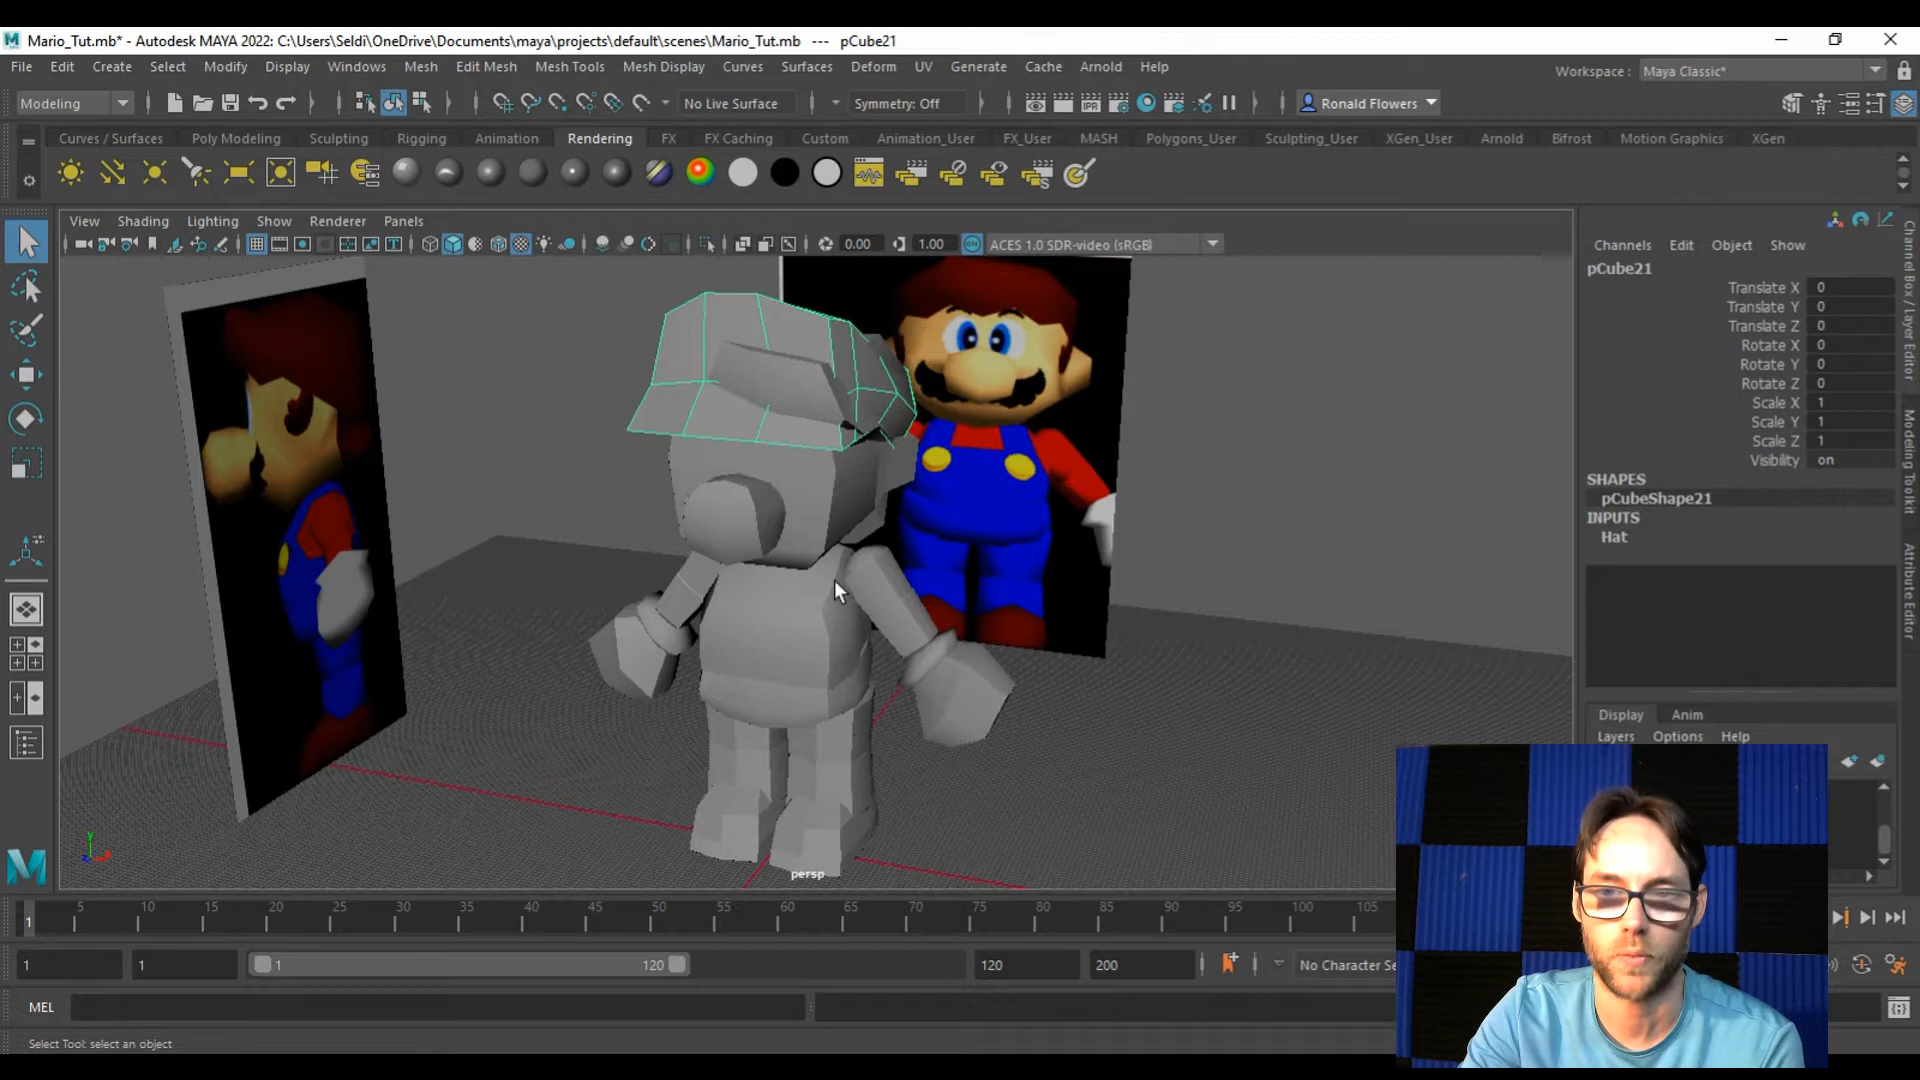 Mario_Tut.mb* - Autodesk MAYA 2022: C:\Users\Seldi\OneDrive\Documents\maya\projects\default\scenes\Mario_Tut.mb --- pCube21
File Edit Create Select Modify Display Windows Mesh Edit Mesh Mesh Tools Mesh Display Curves Surfaces Deform UV Generate Cache Arnold Help
Workspace : Maya Classic*
Modeling No Live Surface Symmetry: Off Ronald Flowers
Curves / Surfaces Poly Modeling Sculpting Rigging Animation Rendering FX FX Caching Custom Animation_User FX_User MASH Polygons_User Sculpting_User XGen_User Arnold Bifrost Motion Graphics XGen
View Shading Lighting Show Renderer Panels
0.00 1.00 ACES 1.0 SDR-video (sRGB)
Channels Edit Object Show
pCube21
Translate X 0
Translate Y 0
Translate Z 0
Rotate X 0
Rotate Y 0
Rotate Z 0
Scale X 1
Scale Y 1
Scale Z 1
Visibility on
SHAPES
pCubeShape21
INPUTS
Hat
Display Anim
Layers Options Help
Channel Box / Layer Editor
Modeling Toolkit
Attribute Editor
persp
1 5 10 15 20 25 30 35 40 45 50 55 60 65 70 75 80 85 90 95 100 105
1 1 1 120 120 200 No Character Se
MEL
Select Tool: select an object